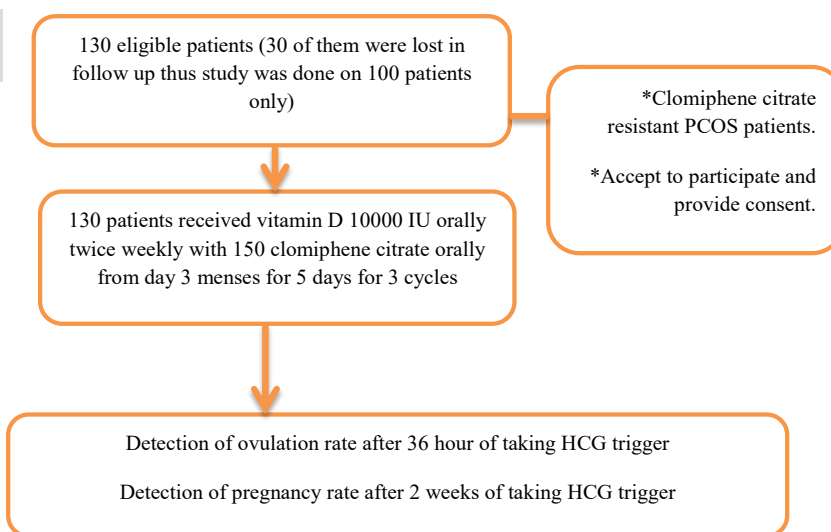 130 eligible patients (30 of them were lost in
follow up thus study was done on 100 patients
only)
*Clomiphene citrate
resistant PCOS patients.
*Accept to participate and
provide consent.
130 patients received vitamin D 10000 IU orally
twice weekly with 150 clomiphene citrate orally
from day 3 menses for 5 days for 3 cycles
Detection of ovulation rate after 36 hour of taking HCG trigger
Detection of pregnancy rate after 2 weeks of taking HCG trigger